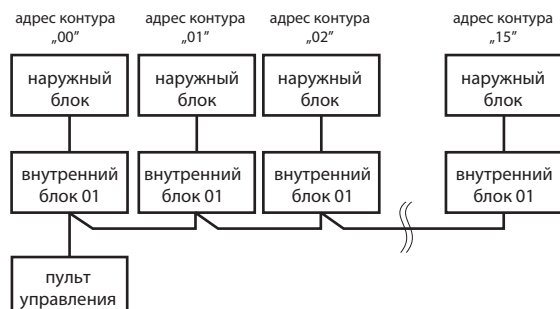 адрес контура
„00”
адрес контура
„01”
адрес контура
„02”
адрес контура
„15”
наружный
блок
наружный
блок
наружный
блок
наружный
блок
внутренний
блок 01
внутренний
блок 01
внутренний
блок 01
внутренний
блок 01
пульт
управления